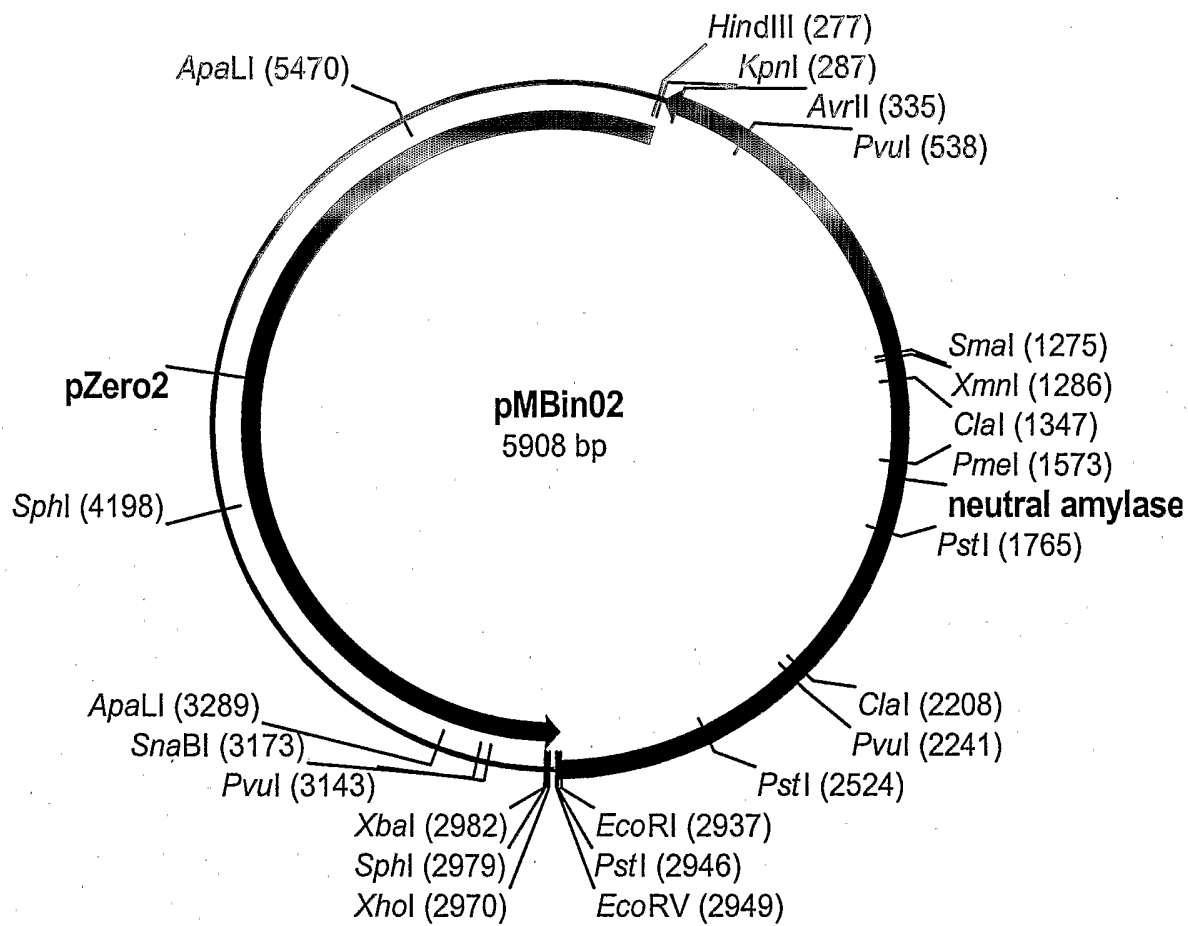 HindIII (277)
ApaLI (5470)
KpnI (287)
AvrII (335)
PvuI (538)
SmaI (1275)
XmnI (1286)
pZero2
pMBin02
ClaI (1347)
5908 bp
PmeI (1573)
neutral amylase
SphI (4198)
PstI (1765)
ApaLI (3289)
ClaI (2208)
SnaBI (3173)
PvuI (2241)
PvuI (3143)
PstI (2524)
XbaI (2982)
EcoRI (2937)
SphI (2979)
PstI (2946)
XhoI (2970)
EcoRV (2949)